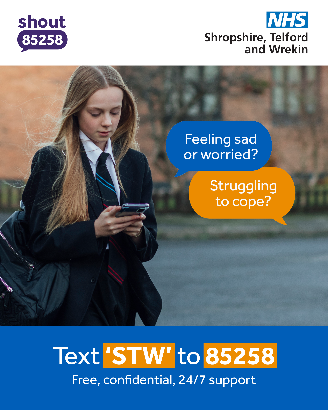 shout
85258
NHS
Shropshire, Telford
and Wrekin
Feeling sad
or worried?
Struggling
to cope?
Text 'STW' to 85258
Free, confidential, 24/7 support